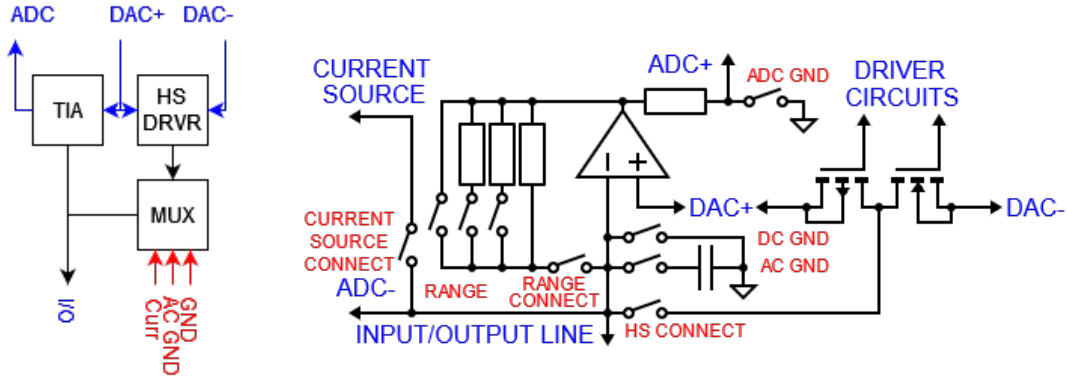 ADC
DAC+
DAC-
TIA
HS
DRVR
MUX
I/O
Curr
AC GND
GND
CURRENT
SOURCE
ADC+
ADC GND
DRIVER
CIRCUITS
DAC+
DAC-
CURRENT
SOURCE
CONNECT
DC GND
AC GND
ADC-
RANGE
RANGE
CONNECT
INPUT/OUTPUT LINE
HS CONNECT